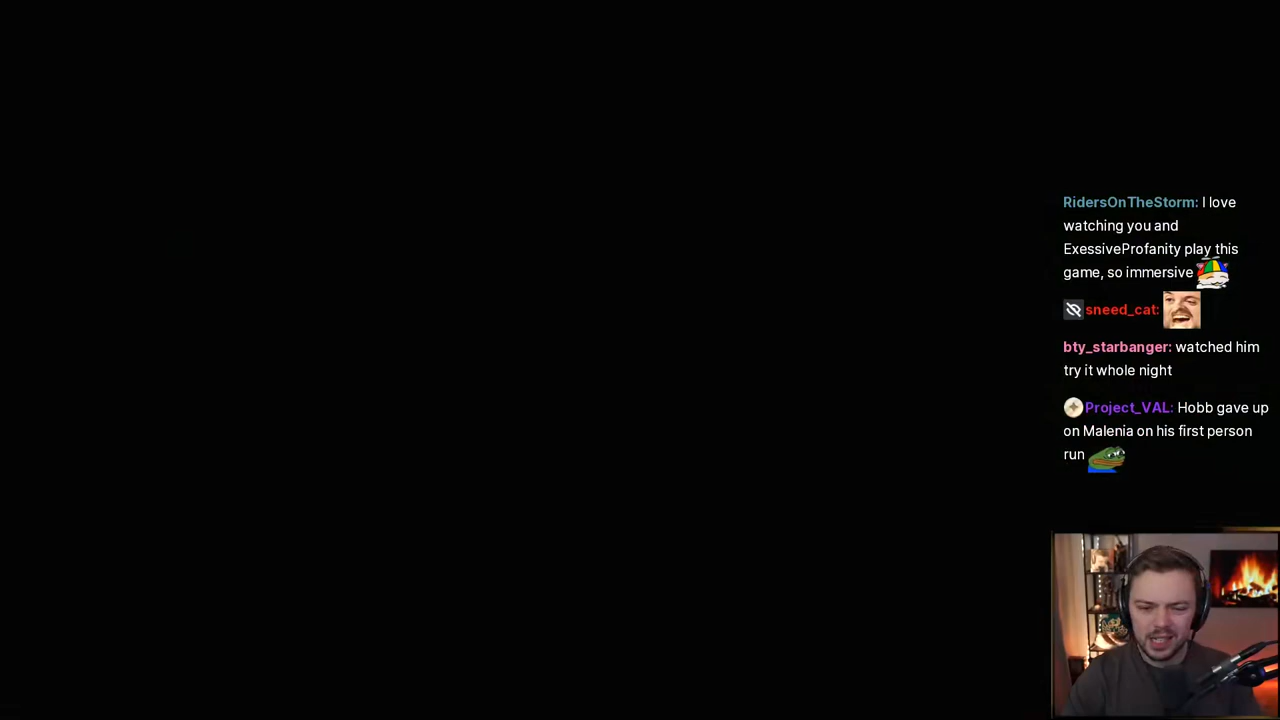 RidersOnTheStorm: I love
watching you and
ExessiveProfanity play this
game, so immersive
sneed_cat:
bty_starbanger: watched him
try it whole night
Project_VAL: Hobb gave up
on Malenia on his first person
run